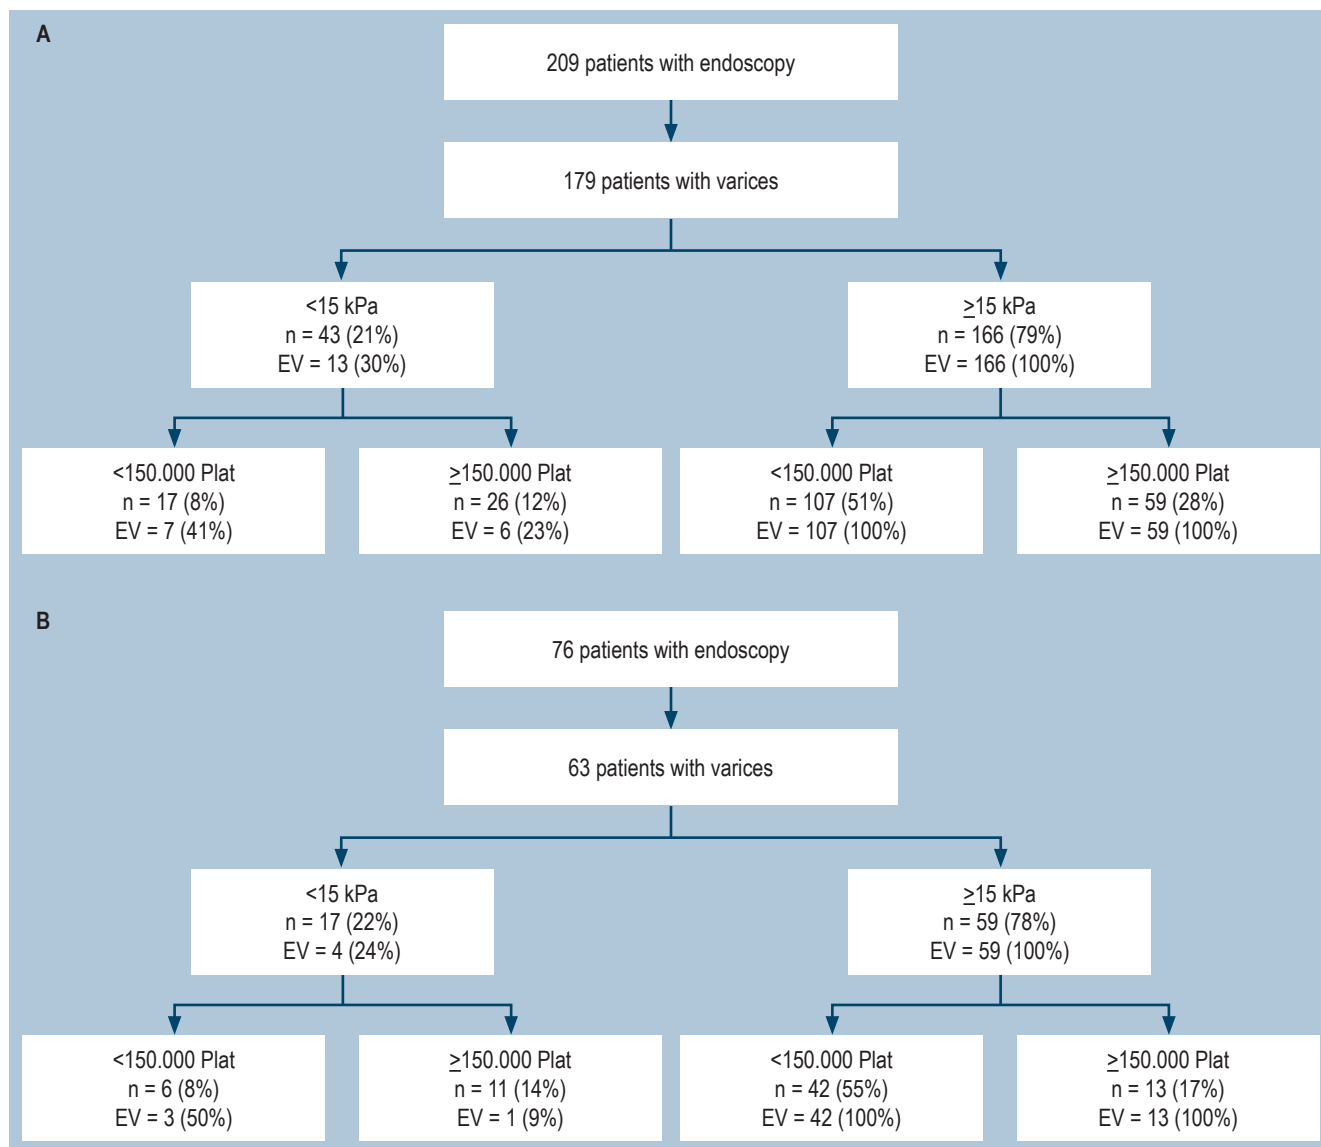 A
209 patients with endoscopy
179 patients with varices
<15 kPa
n = 43 (21%)
EV = 13 (30%)
≥15 kPa
n = 166 (79%)
EV = 166 (100%)
<150.000 Plat
n = 17 (8%)
EV = 7 (41%)
≥150.000 Plat
n = 26 (12%)
EV = 6 (23%)
<150.000 Plat
n = 107 (51%)
EV = 107 (100%)
≥150.000 Plat
n = 59 (28%)
EV = 59 (100%)
B
76 patients with endoscopy
63 patients with varices
<15 kPa
n = 17 (22%)
EV = 4 (24%)
≥15 kPa
n = 59 (78%)
EV = 59 (100%)
<150.000 Plat
n = 6 (8%)
EV = 3 (50%)
≥150.000 Plat
n = 11 (14%)
EV = 1 (9%)
<150.000 Plat
n = 42 (55%)
EV = 42 (100%)
≥150.000 Plat
n = 13 (17%)
EV = 13 (100%)